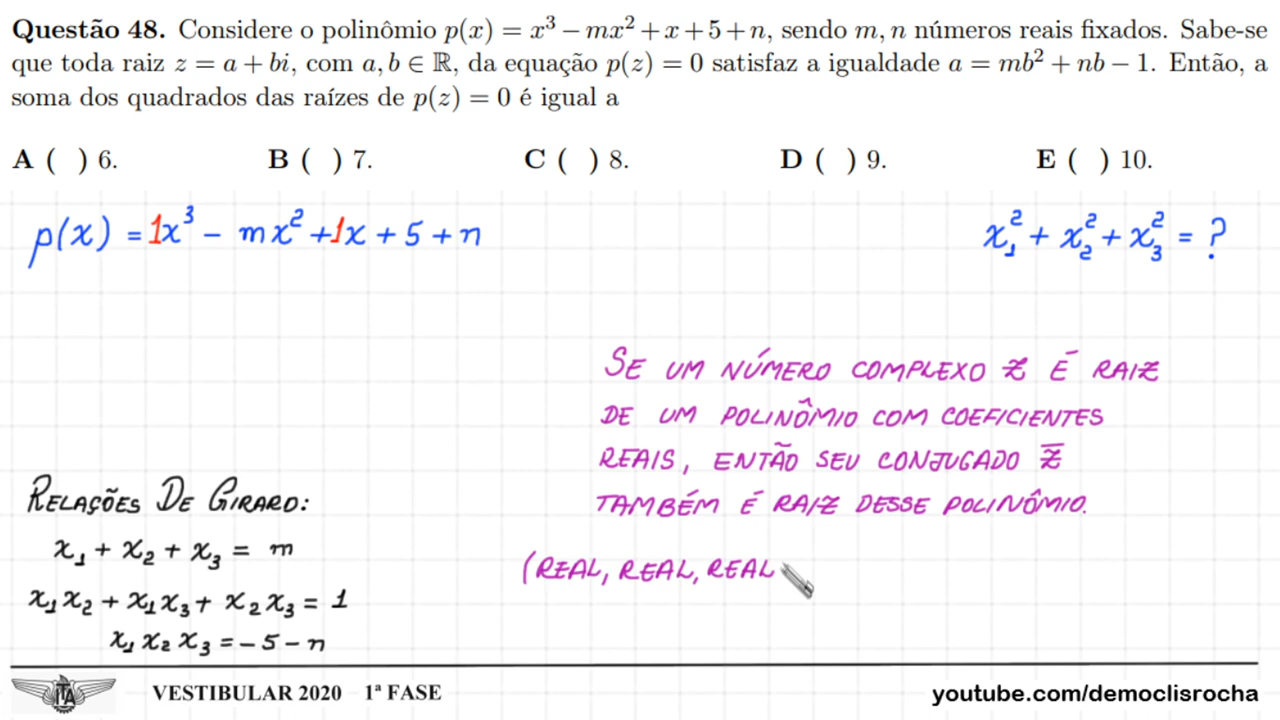 Questão 48. Considere o polinômio p(x) = x³ − mx² + x + 5 + n, sendo m, n números reais fixados. Sabe-se
que toda raiz z = a + bi, com a, b ∈ ℝ, da equação p(z) = 0 satisfaz a igualdade a = mb² + nb − 1. Então, a
soma dos quadrados das raízes de p(z) = 0 é igual a
A ( ) 6. B ( ) 7. C ( ) 8. D ( ) 9. E ( ) 10.
p(x) = 1x³ − mx² + 1x + 5 + n
x₁² + x₂² + x₃² = ?
SE UM NÚMERO COMPLEXO Z É RAIZ
DE UM POLINÔMIO COM COEFICIENTES
REAIS, ENTÃO SEU CONJUGADO Z̅
TAMBÉM É RAIZ DESSE POLINÔMIO.
(REAL, REAL, REAL
RELAÇÕES DE GIRARD:
x₁ + x₂ + x₃ = m
x₁x₂ + x₁x₃ + x₂x₃ = 1
x₁x₂x₃ = −5 − n
ITA
VESTIBULAR 2020 1ª FASE
youtube.com/democlisrocha